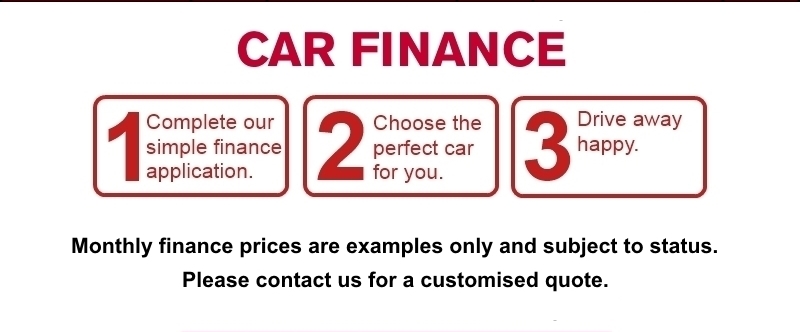 CAR FINANCE
1 Complete our
simple finance
application.
2 Choose the
perfect car
for you.
3 Drive away
happy.
Monthly finance prices are examples only and subject to status.
Please contact us for a customised quote.